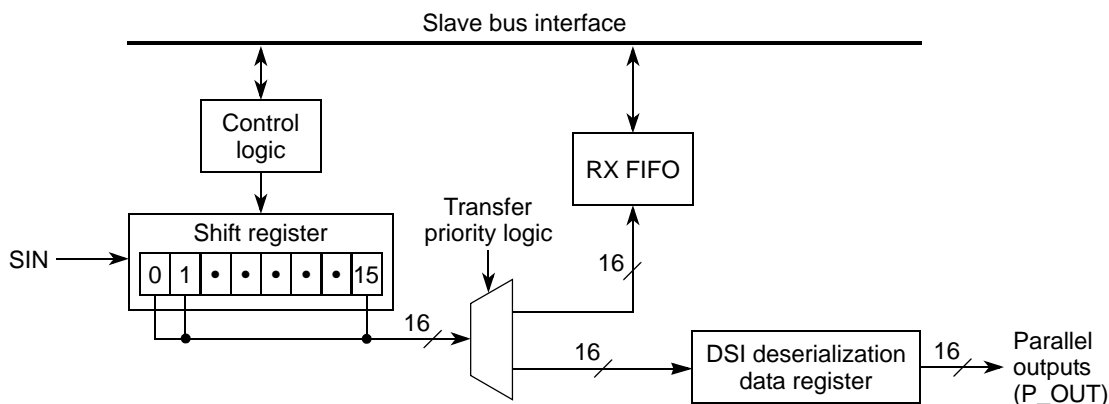 Slave bus interface
Control
logic
RX FIFO
Transfer
priority logic
Shift register
SIN
0 1 • • • • • 15
16
16
16
DSI deserialization
data register
16
Parallel
outputs
(P_OUT)